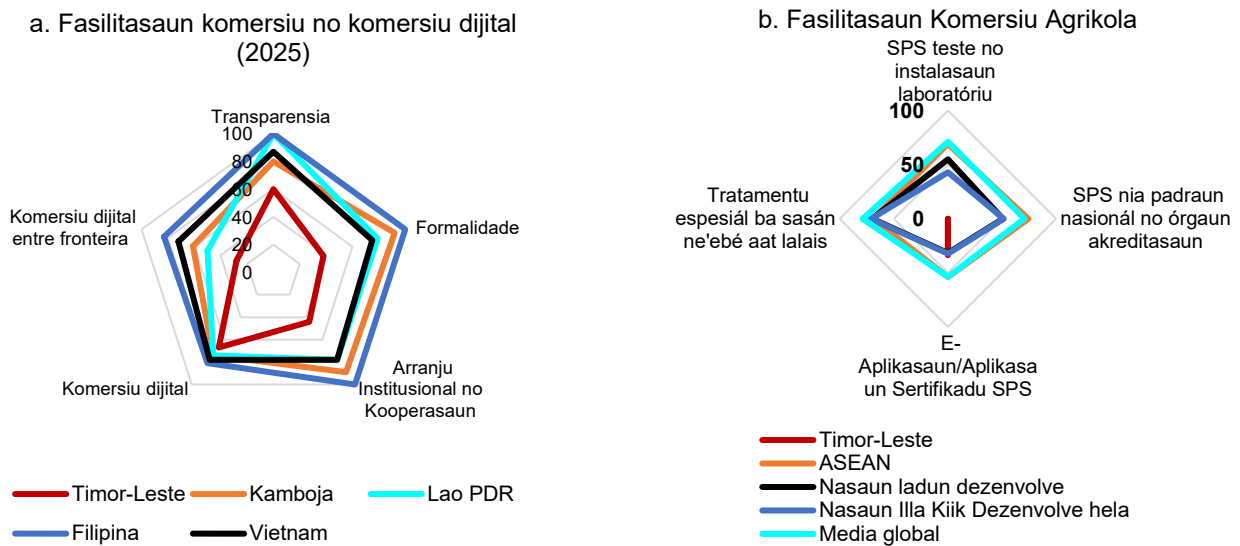 a. Fasilitasaun komersiu no komersiu dijital
(2025)
Transparensia
100
80
60
40
20
0
Formalidade
Arranju
Institusional no
Kooperasaun
Komersiu dijital
Komersiu dijital
entre fronteira
Timor-Leste
Kamboja
Lao PDR
Filipina
Vietnam
b. Fasilitasaun Komersiu Agrikola
SPS teste no
instalasaun
laboratóriu
100
50
0
SPS nia padraun
nasionál no órgaun
akreditasaun
E-
Aplikasaun/Aplikasa
un Sertifikadu SPS
Tratamentu
espesiál ba sasán
ne'ebé aat lalais
Timor-Leste
ASEAN
Nasaun ladun dezenvolve
Nasaun Illa Kiik Dezenvolve hela
Media global